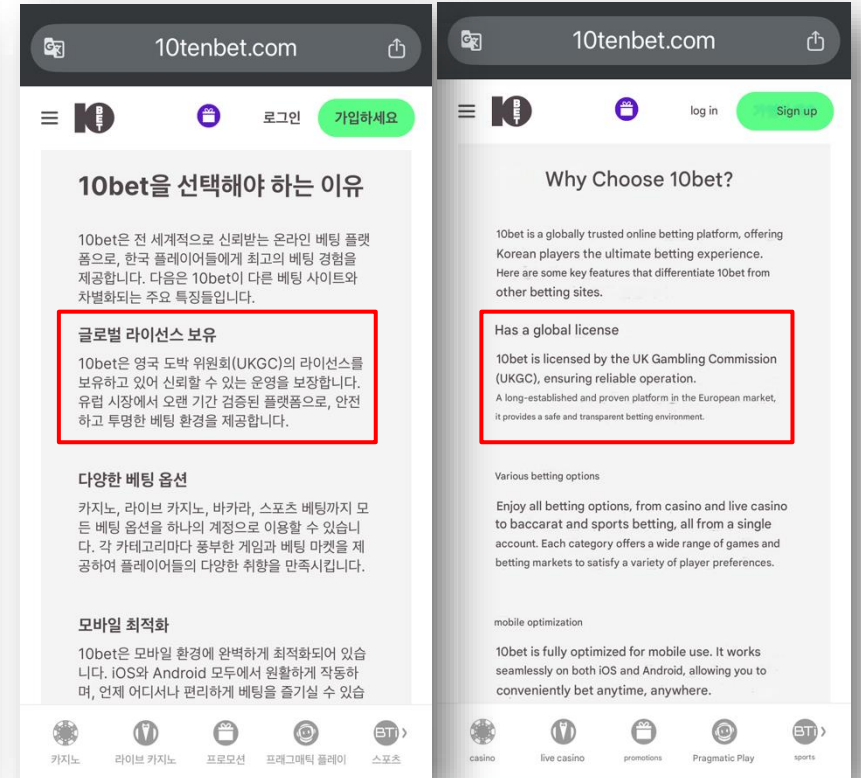 10tenbet.com
10 BET
로그인
가입하세요
10bet을 선택해야 하는 이유
10bet은 전 세계적으로 신뢰받는 온라인 베팅 플랫
폼으로, 한국 플레이어들에게 최고의 베팅 경험을
제공합니다. 다음은 10bet이 다른 베팅 사이트와
차별화되는 주요 특징들입니다.
글로벌 라이선스 보유
10bet은 영국 도박 위원회(UKGC)의 라이선스를
보유하고 있어 신뢰할 수 있는 운영을 보장합니다.
유럽 시장에서 오랜 기간 검증된 플랫폼으로, 안전
하고 투명한 베팅 환경을 제공합니다.
다양한 베팅 옵션
카지노, 라이브 카지노, 바카라, 스포츠 베팅까지 모
든 베팅 옵션을 하나의 계정으로 이용할 수 있습니
다. 각 카테고리마다 풍부한 게임과 베팅 마켓을 제
공하여 플레이어들의 다양한 취향을 만족시킵니다.
모바일 최적화
10bet은 모바일 환경에 완벽하게 최적화되어 있습
니다. iOS와 Android 모두에서 원활하게 작동하
며, 언제 어디서나 편리하게 베팅을 즐기실 수 있습
BTi
카지노
라이브 카지노
프로모션
프래그매틱 플레이
스포츠
10tenbet.com
10 BET
log in
Sign up
Why Choose 10bet?
10bet is a globally trusted online betting platform, offering
Korean players the ultimate betting experience.
Here are some key features that differentiate 10bet from
other betting sites.
Has a global license
10bet is licensed by the UK Gambling Commission
(UKGC), ensuring reliable operation.
A long-established and proven platform in the European market,
it provides a safe and transparent betting environment.
Various betting options
Enjoy all betting options, from casino and live casino
to baccarat and sports betting, all from a single
account. Each category offers a wide range of games and
betting markets to satisfy a variety of player preferences.
mobile optimization
10bet is fully optimized for mobile use. It works
seamlessly on both iOS and Android, allowing you to
conveniently bet anytime, anywhere.
BTi
casino
live casino
promotions
Pragmatic Play
sports